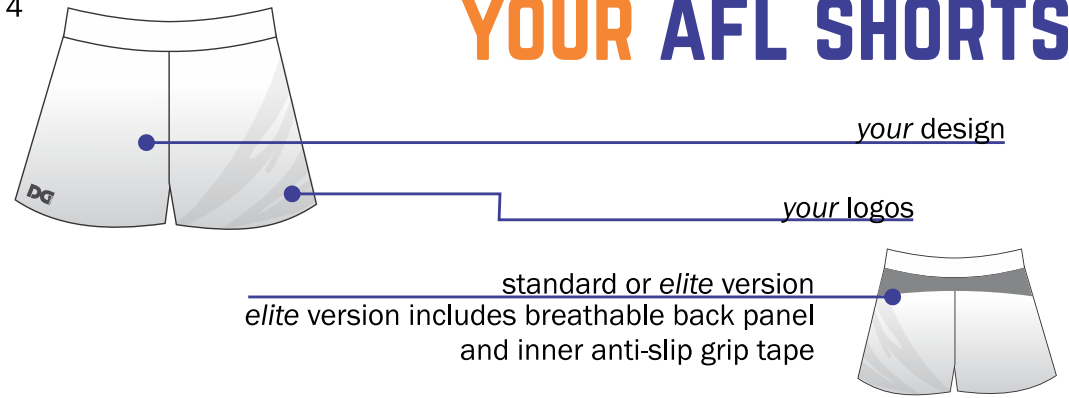 4
YOUR AFL SHORTS
your design
DG
your logos
standard or elite version
elite version includes breathable back panel
and inner anti-slip grip tape